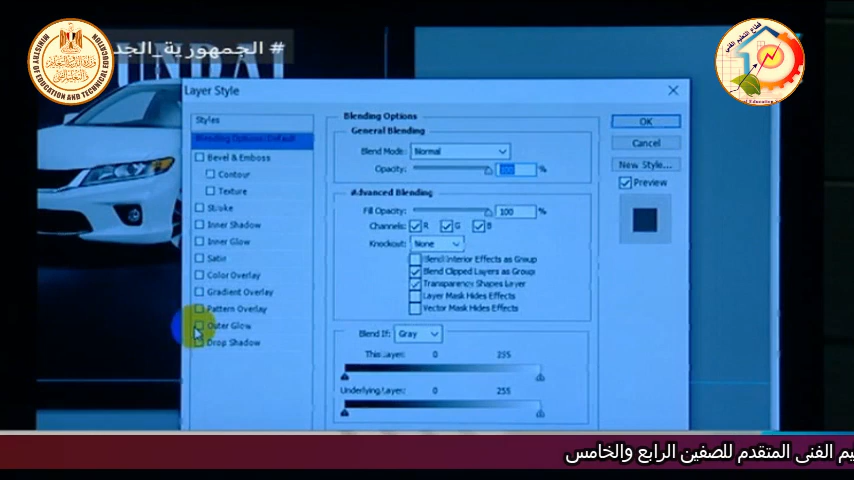 # الجمهورية_الجد
MINISTRY OF EDUCATION AND TECHNICAL EDUCATION
قطاع التعليم الفني
Layer Style
Styles
Blending Options: Default
Bevel & Emboss
Contour
Texture
Stroke
Inner Shadow
Inner Glow
Satin
Color Overlay
Gradient Overlay
Pattern Overlay
Outer Glow
Drop Shadow
Blending Options
General Blending
Blend Mode: Normal
Opacity: 100 %
Advanced Blending
Fill Opacity: 100 %
Channels: R G B
Knockout: None
Blend Interior Effects as Group
Blend Clipped Layers as Group
Transparency Shapes Layer
Layer Mask Hides Effects
Vector Mask Hides Effects
Blend If: Gray
This Layer: 0 255
Underlying Layer: 0 255
OK
Cancel
New Style...
Preview
يم الفنى المتقدم للصفين الرابع والخامس